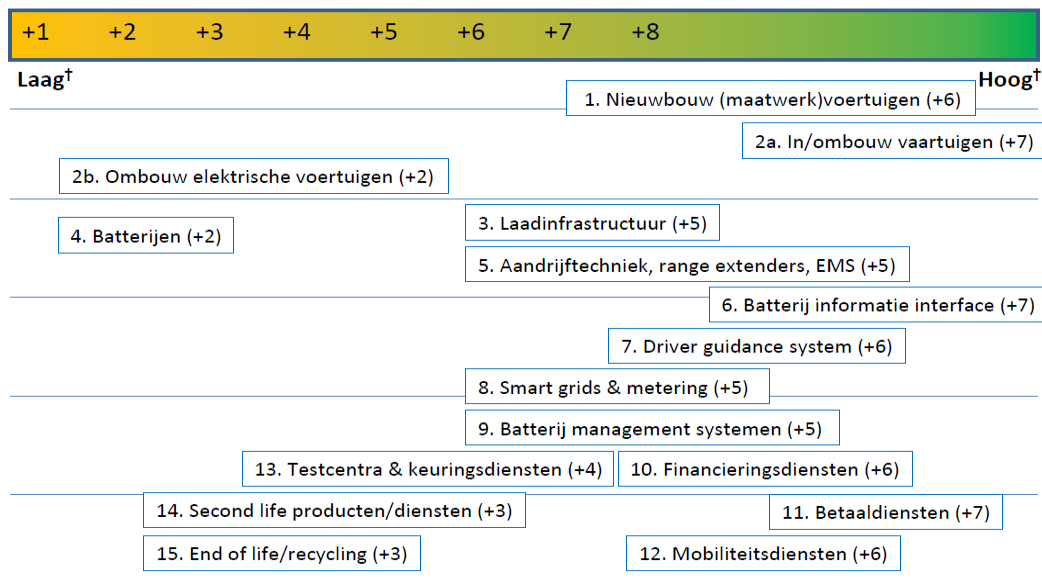 +1 +2 +3 +4 +5 +6 +7 +8
Laag† Hoog†
1. Nieuwbouw (maatwerk)voertuigen (+6)
2a. In/ombouw vaartuigen (+7)
2b. Ombouw elektrische voertuigen (+2)
3. Laadinfrastructuur (+5)
4. Batterijen (+2)
5. Aandrijftechniek, range extenders, EMS (+5)
6. Batterij informatie interface (+7)
7. Driver guidance system (+6)
8. Smart grids & metering (+5)
9. Batterij management systemen (+5)
13. Testcentra & keuringsdiensten (+4) 10. Financieringsdiensten (+6)
14. Second life producten/diensten (+3) 11. Betaaldiensten (+7)
15. End of life/recycling (+3) 12. Mobiliteitsdiensten (+6)